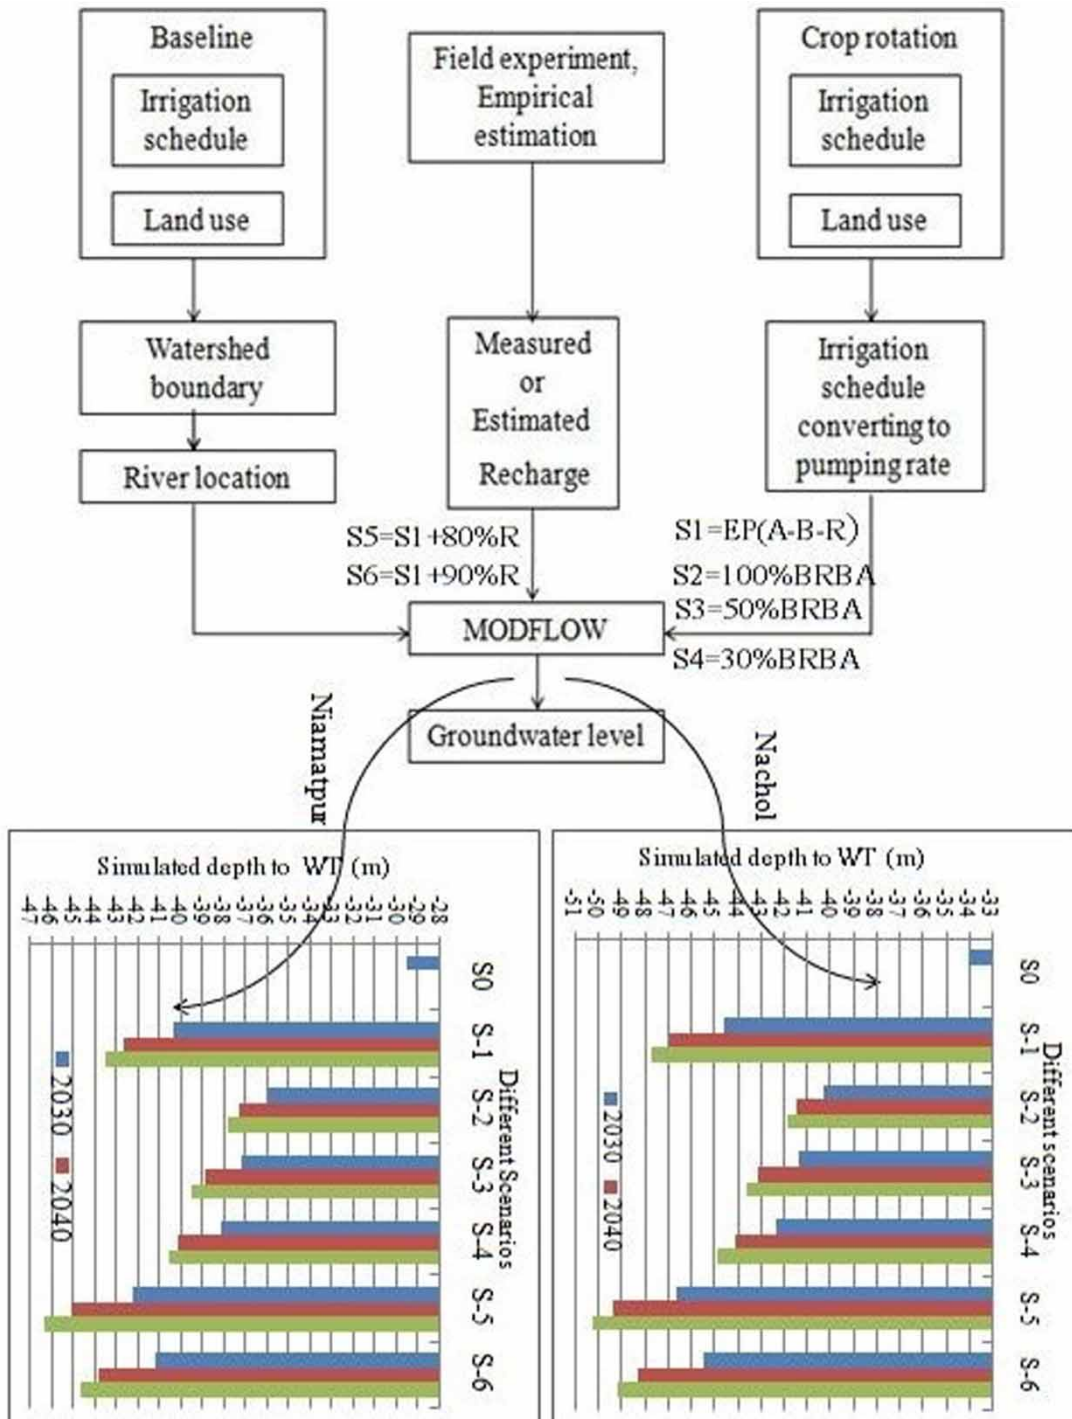 Baseline
Irrigation
schedule
Land use
Watershed
boundary
River location
Field experiment,
Empirical
estimation
Measured
or
Estimated
Recharge
Crop rotation
Irrigation
schedule
Land use
Irrigation
schedule
converting to
pumping rate
S5=S1+80%R
S6=S1+90%R
S1=EP(A-B-R)
S2=100%BRBA
S3=50%BRBA
S4=30%BRBA
MODFLOW
Groundwater level
Niamatpur
Nachol
Simulated depth to WT (m)
-47 -46 -45 -44 -43 -42 -41 -40 -39 -38 -37 -36 -35 -34 -33 -32 -31 -30 -29 -28
S0
S-1
S-2
S-3
S-4
S-5
S-6
Different Scenarios
2030
2040
Simulated depth to WT (m)
-51 -50 -49 -48 -47 -46 -45 -44 -43 -42 -41 -40 -39 -38 -37 -36 -35 -34 -33
S0
S-1
S-2
S-3
S-4
S-5
S-6
Different scenarios
2030
2040